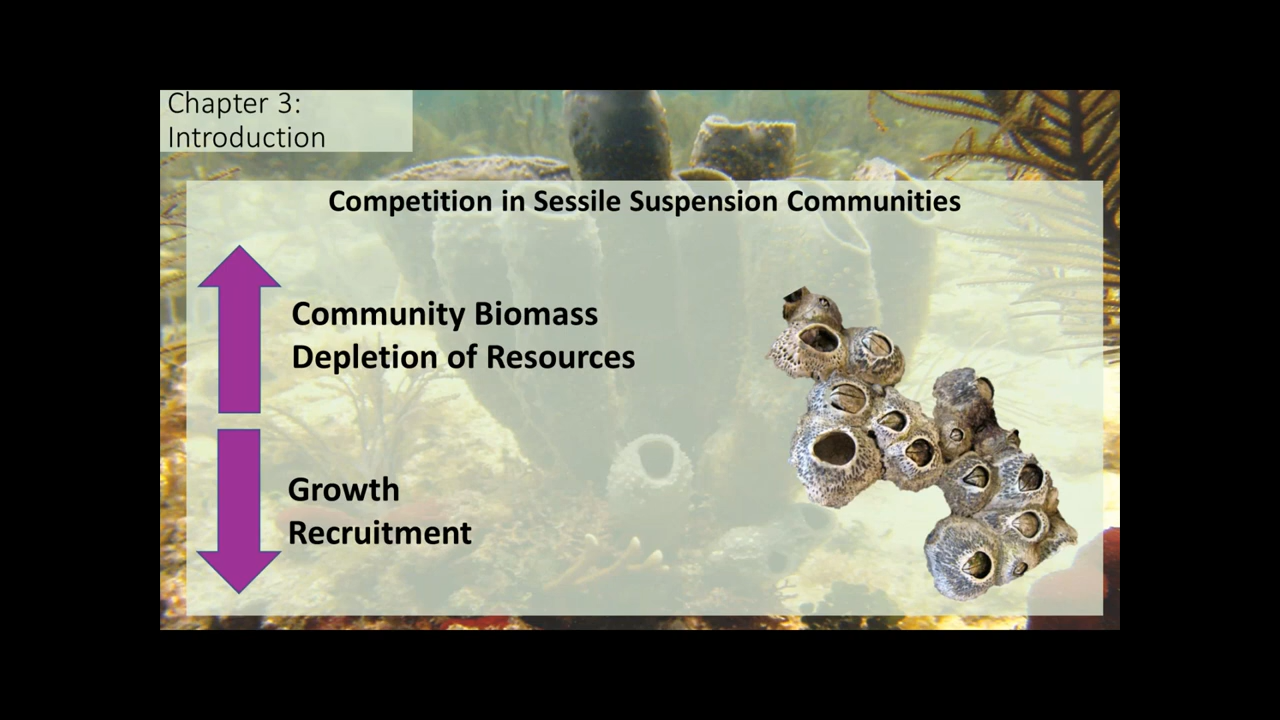 Chapter 3:
Introduction
Competition in Sessile Suspension Communities
Community Biomass
Depletion of Resources
Growth
Recruitment